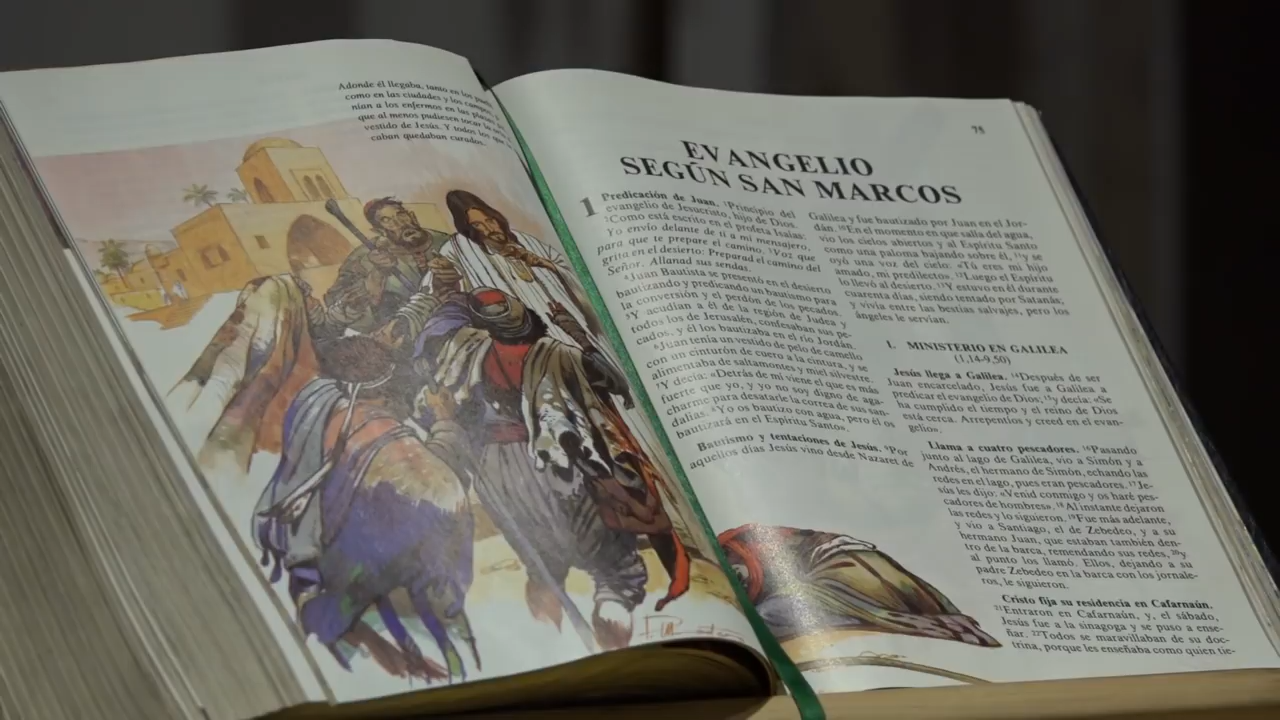 Adonde él llegaba, tanto en los
como en las ciudades y los campos,
nían a los enfermos en las plazas
que al menos pudiesen tocar la
vestido de Jesús. Y todos los que
caban quedaban curados.
75
EVANGELIO
SEGÚN SAN MARCOS
1 Predicación de Juan. ¹Principio del
evangelio de Jesucristo, hijo de Dios.
²Como está escrito en el profeta Isaías:
Yo envío delante de ti a mi mensajero,
para que te prepare el camino. ³Voz que
grita en el desierto: Preparad el camino del
Señor. Allanad sus sendas.
⁴Juan Bautista se presentó en el desierto
bautizando y predicando un bautismo para
la conversión y el perdón de los pecados.
⁵Y acudían a él de la región de Judea y
todos los de Jerusalén, confesaban sus pe-
cados, y él los bautizaba en el río Jordán.
⁶Juan tenía un vestido de pelo de camello
con un cinturón de cuero a la cintura, y se
alimentaba de saltamontes y miel silvestre.
⁷Y decía: «Detrás de mí viene el que es más
fuerte que yo, y yo no soy digno de aga-
charme para desatarle la correa de sus san-
dalias. ⁸Yo os bautizo con agua, pero él os
bautizará en el Espíritu Santo».
Bautismo y tentaciones de Jesús. ⁹Por
aquellos días Jesús vino desde Nazaret de
Galilea y fue bautizado por Juan en el Jor-
dán. ¹⁰En el momento en que salía del agua,
vio los cielos abiertos y al Espíritu Santo
como una paloma bajando sobre él, ¹¹y se
oyó una voz del cielo: «Tú eres mi hijo
amado, mi predilecto». ¹²Luego el Espíritu
lo llevó al desierto. ¹³Y estuvo en él durante
cuarenta días, siendo tentado por Satanás;
y vivía entre las bestias salvajes, pero los
ángeles le servían.
I. MINISTERIO EN GALILEA
(1,14-9,50)
Jesús llega a Galilea. ¹⁴Después de ser
Juan encarcelado, Jesús fue a Galilea a
predicar el evangelio de Dios, ¹⁵y decía: «Se
ha cumplido el tiempo y el reino de Dios
está cerca. Arrepentíos y creed en el evan-
gelio».
Llama a cuatro pescadores. ¹⁶Pasando
junto al lago de Galilea, vio a Simón y a
Andrés, el hermano de Simón, echando las
redes en el lago, pues eran pescadores. ¹⁷Je-
sús les dijo: «Venid conmigo y os haré pes-
cadores de hombres». ¹⁸Al instante dejaron
las redes y lo siguieron. ¹⁹Fue más adelante,
y vio a Santiago, el de Zebedeo, y a su
hermano Juan, que estaban también den-
tro de la barca, remendando sus redes, ²⁰y
al punto los llamó. Ellos, dejando a su
padre Zebedeo en la barca con los jornale-
ros, le siguieron.
Cristo fija su residencia en Cafarnaún.
²¹Entraron en Cafarnaún, y, el sábado,
Jesús fue a la sinagoga y se puso a ense-
ñar. ²²Todos se maravillaban de su doc-
trina, porque les enseñaba como quien tie-